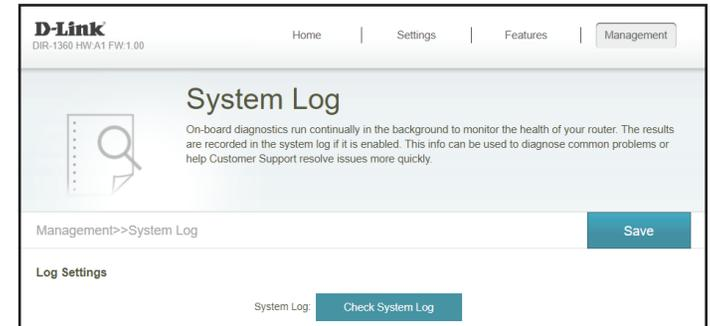 D-Link
DIR-1360 HW:A1 FW:1.00
Home | Settings | Features | Management
System Log
On-board diagnostics run continually in the background to monitor the health of your router. The results
are recorded in the system log if it is enabled. This info can be used to diagnose common problems or
help Customer Support resolve issues more quickly.
Management>>System Log
Save
Log Settings
System Log: Check System Log